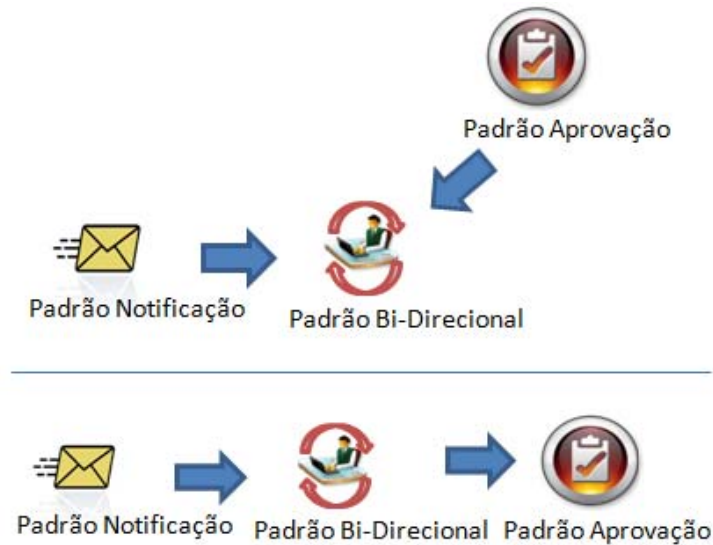 Padrão Aprovação
Padrão Notificação
Padrão Bi-Direcional
Padrão Notificação Padrão Bi-Direcional Padrão Aprovação